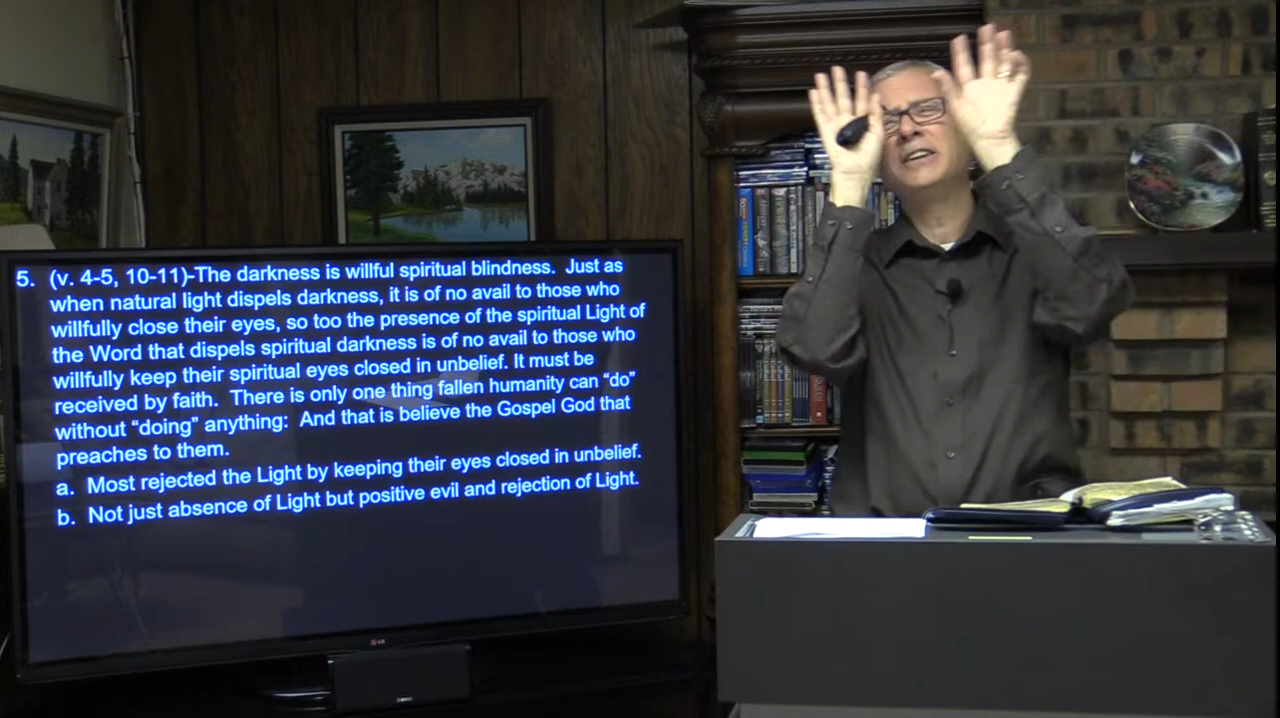 5. (v. 4-5, 10-11)-The darkness is willful spiritual blindness. Just as
when natural light dispels darkness, it is of no avail to those who
willfully close their eyes, so too the presence of the spiritual Light of
the Word that dispels spiritual darkness is of no avail to those who
willfully keep their spiritual eyes closed in unbelief. It must be
received by faith. There is only one thing fallen humanity can “do”
without “doing” anything: And that is believe the Gospel God that
preaches to them.
a. Most rejected the Light by keeping their eyes closed in unbelief.
b. Not just absence of Light but positive evil and rejection of Light.
LG